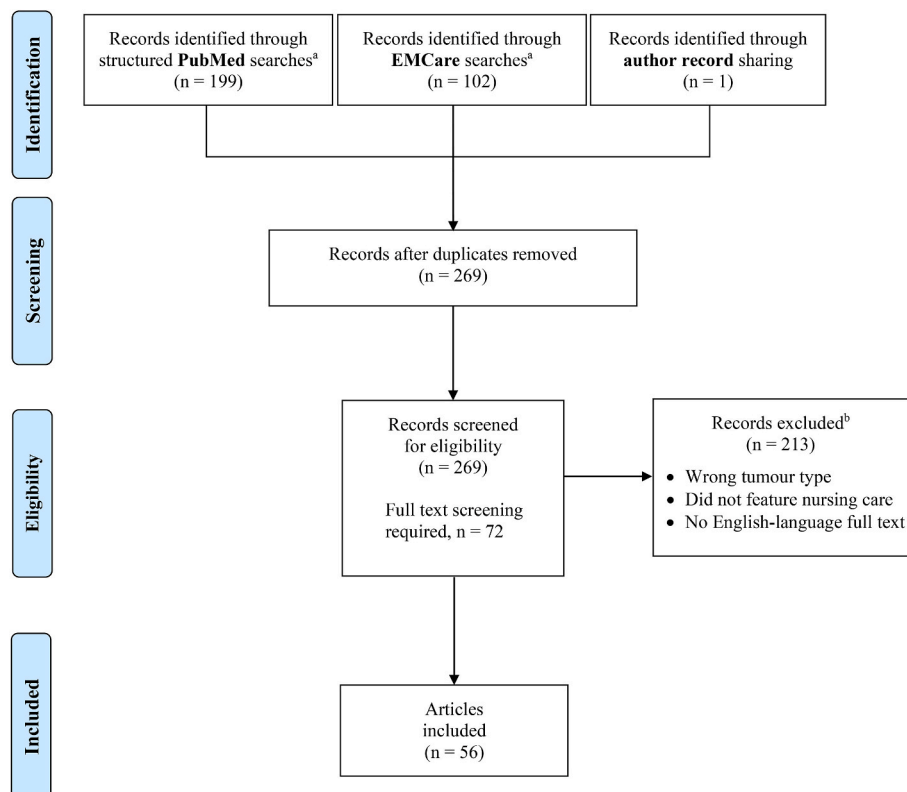 Identification
Records identified through
structured PubMed searchesᵃ
(n = 199)
Records identified through
EMCare searchesᵃ
(n = 102)
Records identified through
author record sharing
(n = 1)
Screening
Records after duplicates removed
(n = 269)
Eligibility
Records screened
for eligibility
(n = 269)
Full text screening
required, n = 72
Records excludedᵇ
(n = 213)
• Wrong tumour type
• Did not feature nursing care
• No English-language full text
Included
Articles
included
(n = 56)